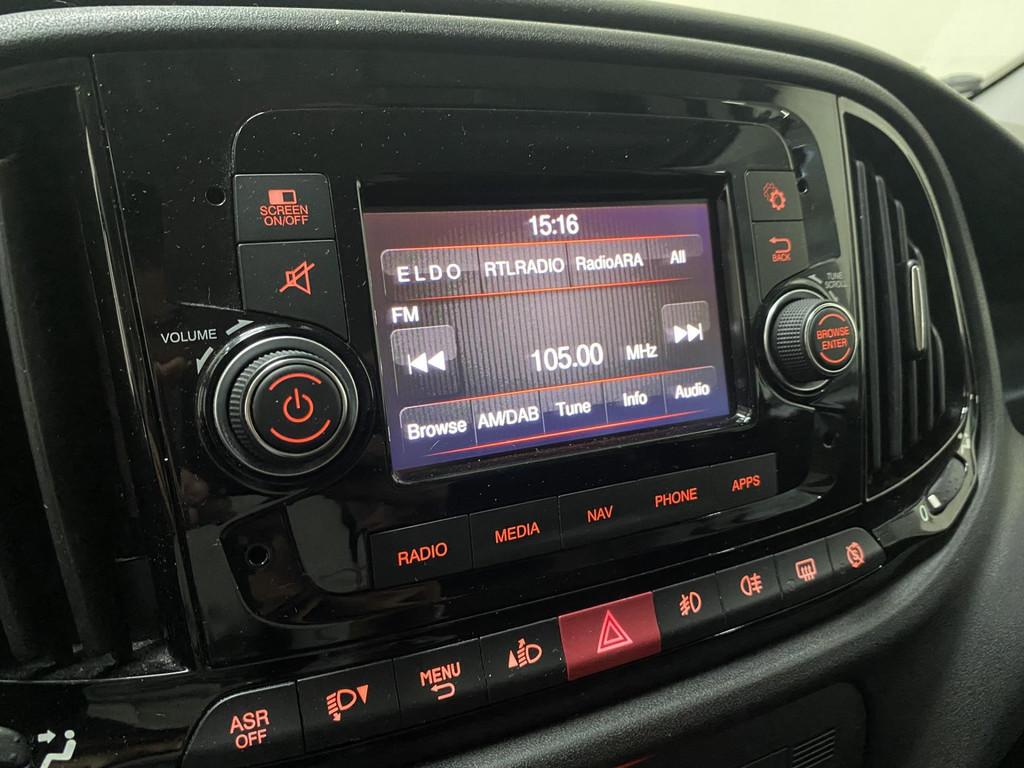 SCREEN
ON/OFF
VOLUME
15:16
ELDO RTLRADIO RadioARA All
FM
105.00 MHz
Browse AM/DAB Tune Info Audio
BACK
TUNE
SCROLL
BROWSE
ENTER
RADIO MEDIA NAV PHONE APPS
ASR
OFF
MENU
0